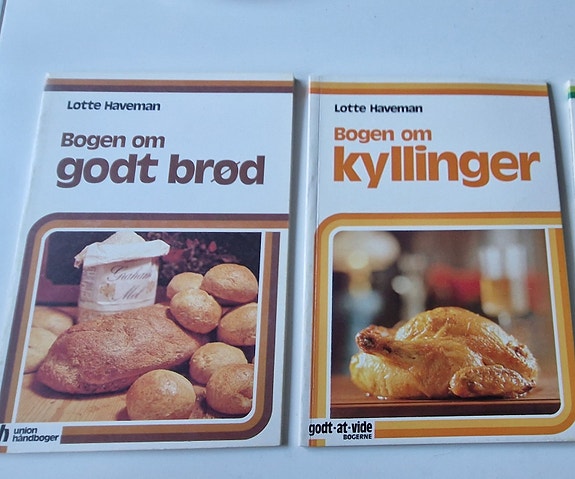 Lotte Haveman
Bogen om
godt brød
Graham
Mel
union
håndbøger
Lotte Haveman
Bogen om
kyllinger
godt-at-vide
BØGERNE